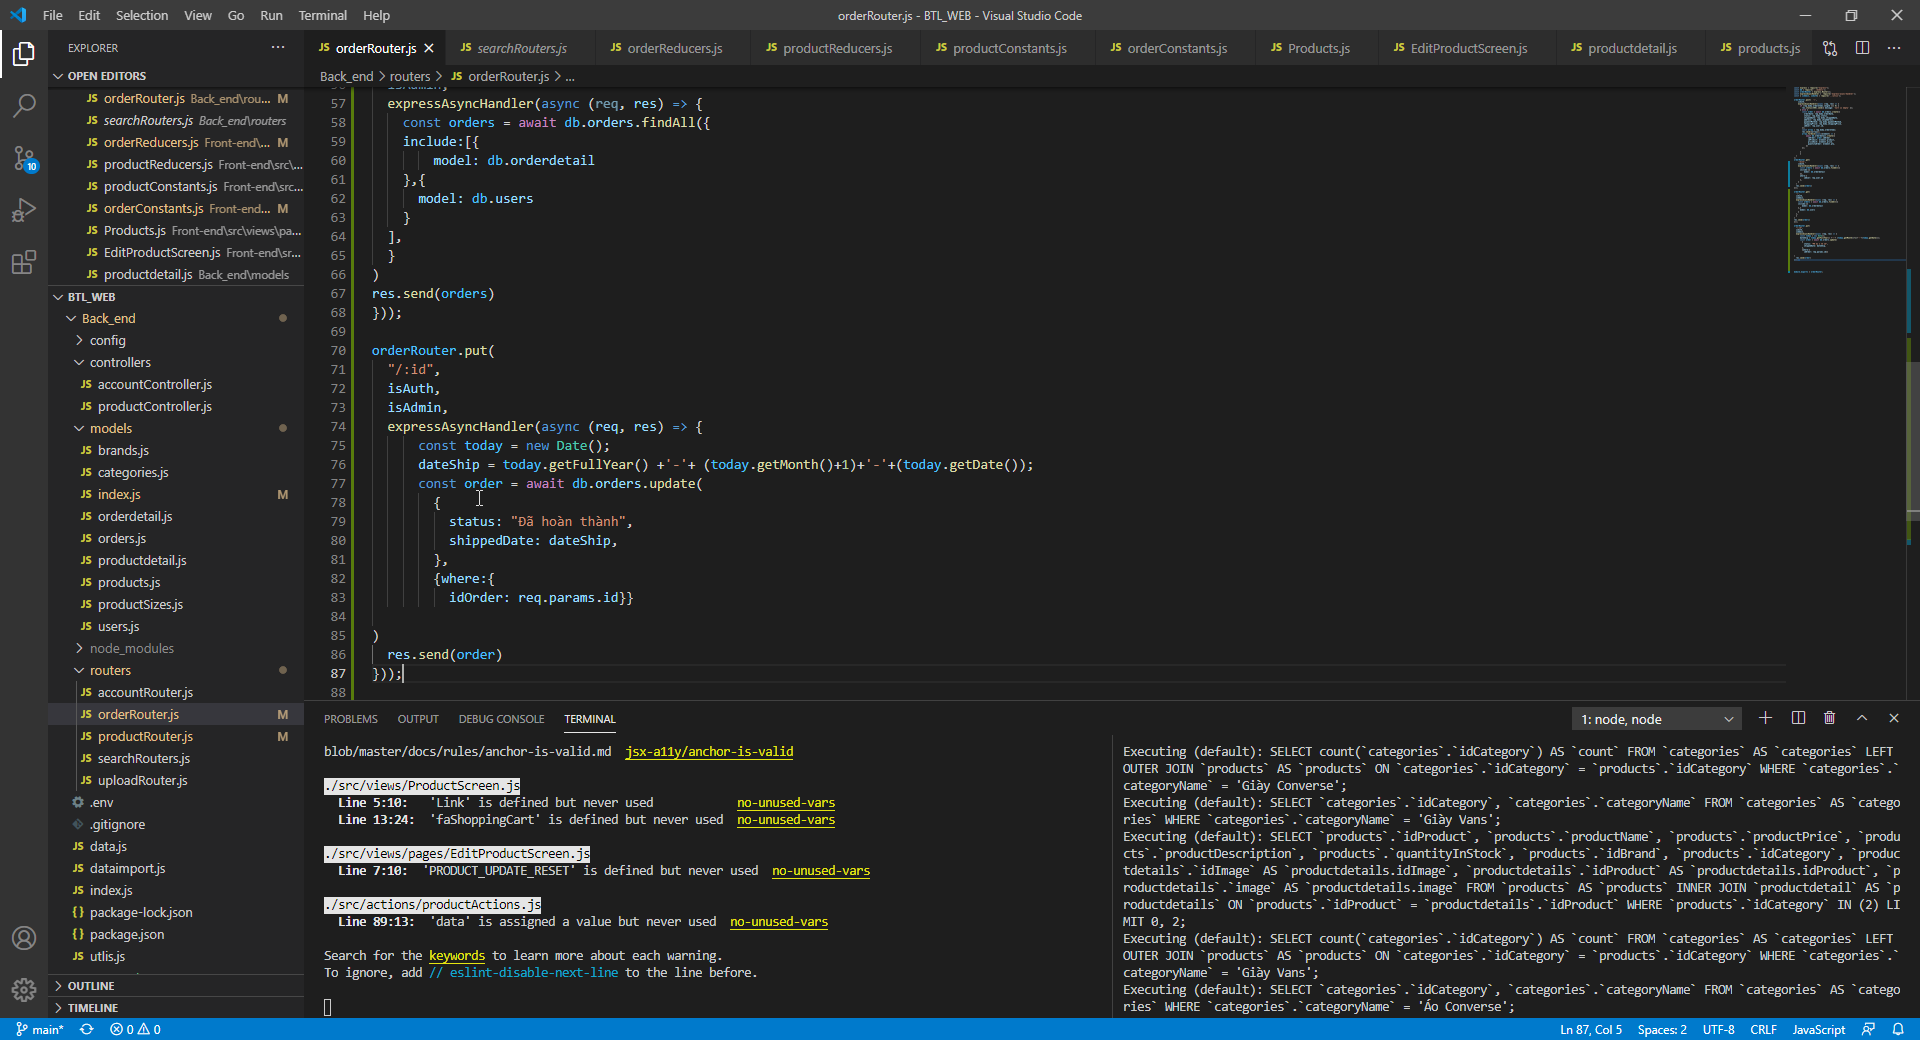 File Edit Selection View Go Run Terminal Help
orderRouter.js - BTL_WEB - Visual Studio Code
EXPLORER
JS orderRouter.js
JS searchRouters.js
JS orderReducers.js
JS productReducers.js
JS productConstants.js
JS orderConstants.js
JS Products.js
JS EditProductScreen.js
JS productdetail.js
JS products.js
Back_end > routers > JS orderRouter.js > ...
OPEN EDITORS
JS orderRouter.js Back_end\rou... M
JS searchRouters.js Back_end\routers
JS orderReducers.js Front-end\... M
JS productReducers.js Front-end\src\...
JS productConstants.js Front-end\src...
JS orderConstants.js Front-end... M
JS Products.js Front-end\src\views\pa...
JS EditProductScreen.js Front-end\sr...
JS productdetail.js Back_end\models
BTL_WEB
Back_end
config
controllers
JS accountController.js
JS productController.js
models
JS brands.js
JS categories.js
JS index.js M
JS orderdetail.js
JS orders.js
JS productdetail.js
JS products.js
JS productSizes.js
JS users.js
node_modules
routers
JS accountRouter.js
JS orderRouter.js M
JS productRouter.js M
JS searchRouters.js
JS uploadRouter.js
.env
.gitignore
JS data.js
JS dataimport.js
JS index.js
{} package-lock.json
{} package.json
JS utlis.js
OUTLINE
TIMELINE
10
56 isAdmin,
57 expressAsyncHandler(async (req, res) => {
58 const orders = await db.orders.findAll({
59 include:[{
60 model: db.orderdetail
61 },{
62 model: db.users
63 }
64 ],
65 }
66 )
67 res.send(orders)
68 }));
69
70 orderRouter.put(
71 "/:id",
72 isAuth,
73 isAdmin,
74 expressAsyncHandler(async (req, res) => {
75 const today = new Date();
76 dateShip = today.getFullYear() +'-'+ (today.getMonth()+1)+'-'+(today.getDate());
77 const order = await db.orders.update(
78 {
79 status: "Đã hoàn thành",
80 shippedDate: dateShip,
81 },
82 {where:{
83 idOrder: req.params.id}}
84
85 )
86 res.send(order)
87 }));
88
PROBLEMS OUTPUT DEBUG CONSOLE TERMINAL
1: node, node
blob/master/docs/rules/anchor-is-valid.md jsx-a11y/anchor-is-valid
./src/views/ProductScreen.js
Line 5:10: 'Link' is defined but never used no-unused-vars
Line 13:24: 'faShoppingCart' is defined but never used no-unused-vars
./src/views/pages/EditProductScreen.js
Line 7:10: 'PRODUCT_UPDATE_RESET' is defined but never used no-unused-vars
./src/actions/productActions.js
Line 89:13: 'data' is assigned a value but never used no-unused-vars
Search for the keywords to learn more about each warning.
To ignore, add // eslint-disable-next-line to the line before.
Executing (default): SELECT count(`categories`.`idCategory`) AS `count` FROM `categories` AS `categories` LEFT
OUTER JOIN `products` AS `products` ON `categories`.`idCategory` = `products`.`idCategory` WHERE `categories`.`
categoryName` = 'Giày Converse';
Executing (default): SELECT `categories`.`idCategory`, `categories`.`categoryName` FROM `categories` AS `catego
ries` WHERE `categories`.`categoryName` = 'Giày Vans';
Executing (default): SELECT `products`.`idProduct`, `products`.`productName`, `products`.`productPrice`, `produ
cts`.`productDescription`, `products`.`quantityInStock`, `products`.`idBrand`, `products`.`idCategory`, `produc
tdetails`.`idImage` AS `productdetails.idImage`, `productdetails`.`idProduct` AS `productdetails.idProduct`, `p
roductdetails`.`image` AS `productdetails.image` FROM `products` AS `products` INNER JOIN `productdetail` AS `p
roductdetails` ON `products`.`idProduct` = `productdetails`.`idProduct` WHERE `products`.`idCategory` IN (2) LI
MIT 0, 2;
Executing (default): SELECT count(`categories`.`idCategory`) AS `count` FROM `categories` AS `categories` LEFT
OUTER JOIN `products` AS `products` ON `categories`.`idCategory` = `products`.`idCategory` WHERE `categories`.`
categoryName` = 'Giày Vans';
Executing (default): SELECT `categories`.`idCategory`, `categories`.`categoryName` FROM `categories` AS `catego
ries` WHERE `categories`.`categoryName` = 'Áo Converse';
main* 0 0
Ln 87, Col 5 Spaces: 2 UTF-8 CRLF JavaScript